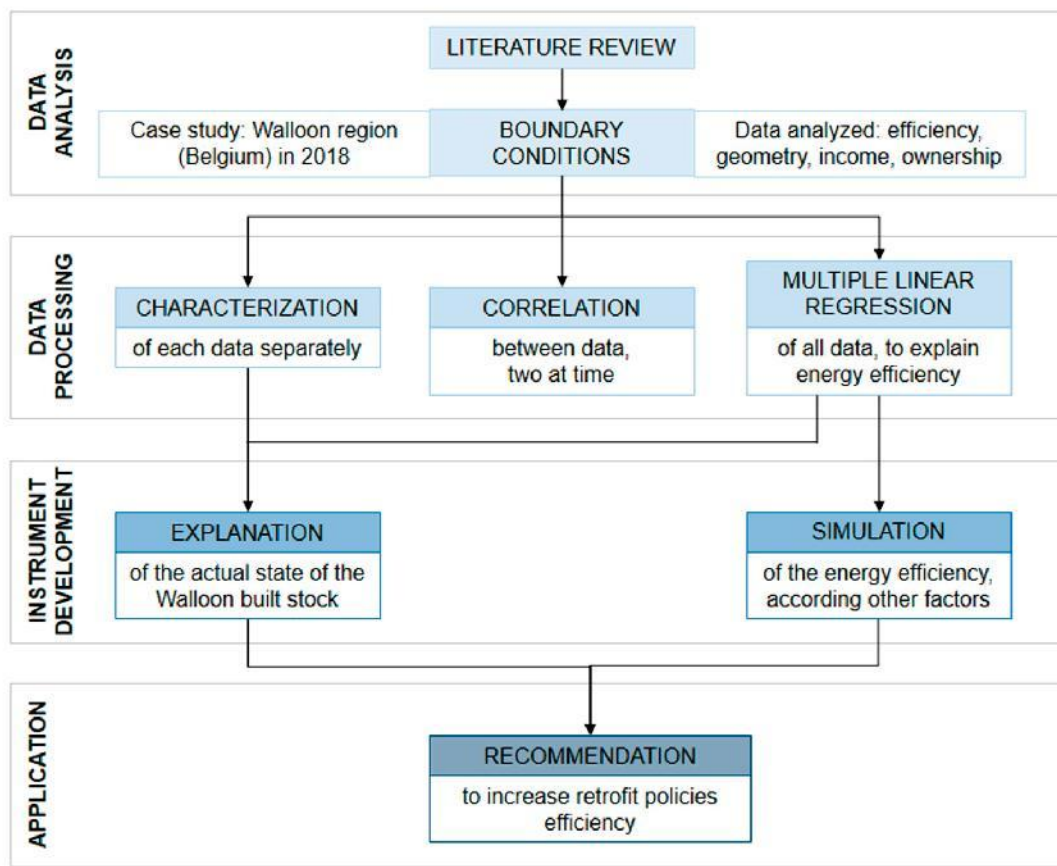 DATA
ANALYSIS
LITERATURE REVIEW
Case study: Walloon region
(Belgium) in 2018
BOUNDARY
CONDITIONS
Data analyzed: efficiency,
geometry, income, ownership
DATA
PROCESSING
CHARACTERIZATION
of each data separately
CORRELATION
between data,
two at time
MULTIPLE LINEAR
REGRESSION
of all data, to explain
energy efficiency
INSTRUMENT
DEVELOPMENT
EXPLANATION
of the actual state of the
Walloon built stock
SIMULATION
of the energy efficiency,
according other factors
APPLICATION
RECOMMENDATION
to increase retrofit policies
efficiency